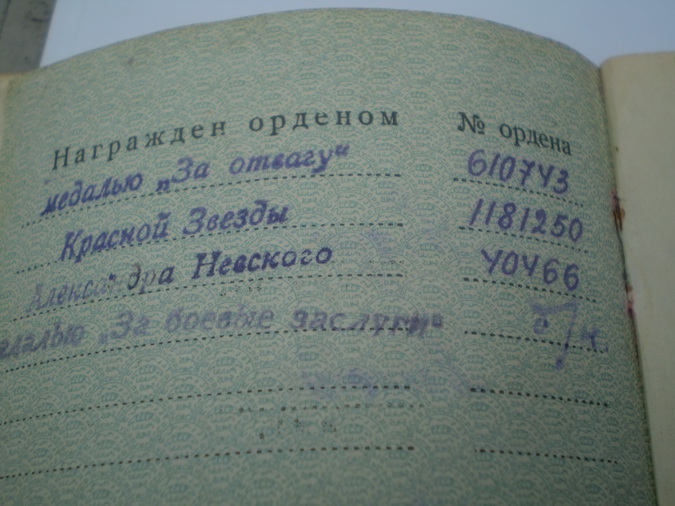 Награжден орденом № ордена
медалью „За отвагу“ 610743
Красной Звезды 1181250
Александра Невского 40466
медалью „За боевые заслуги“ б/н